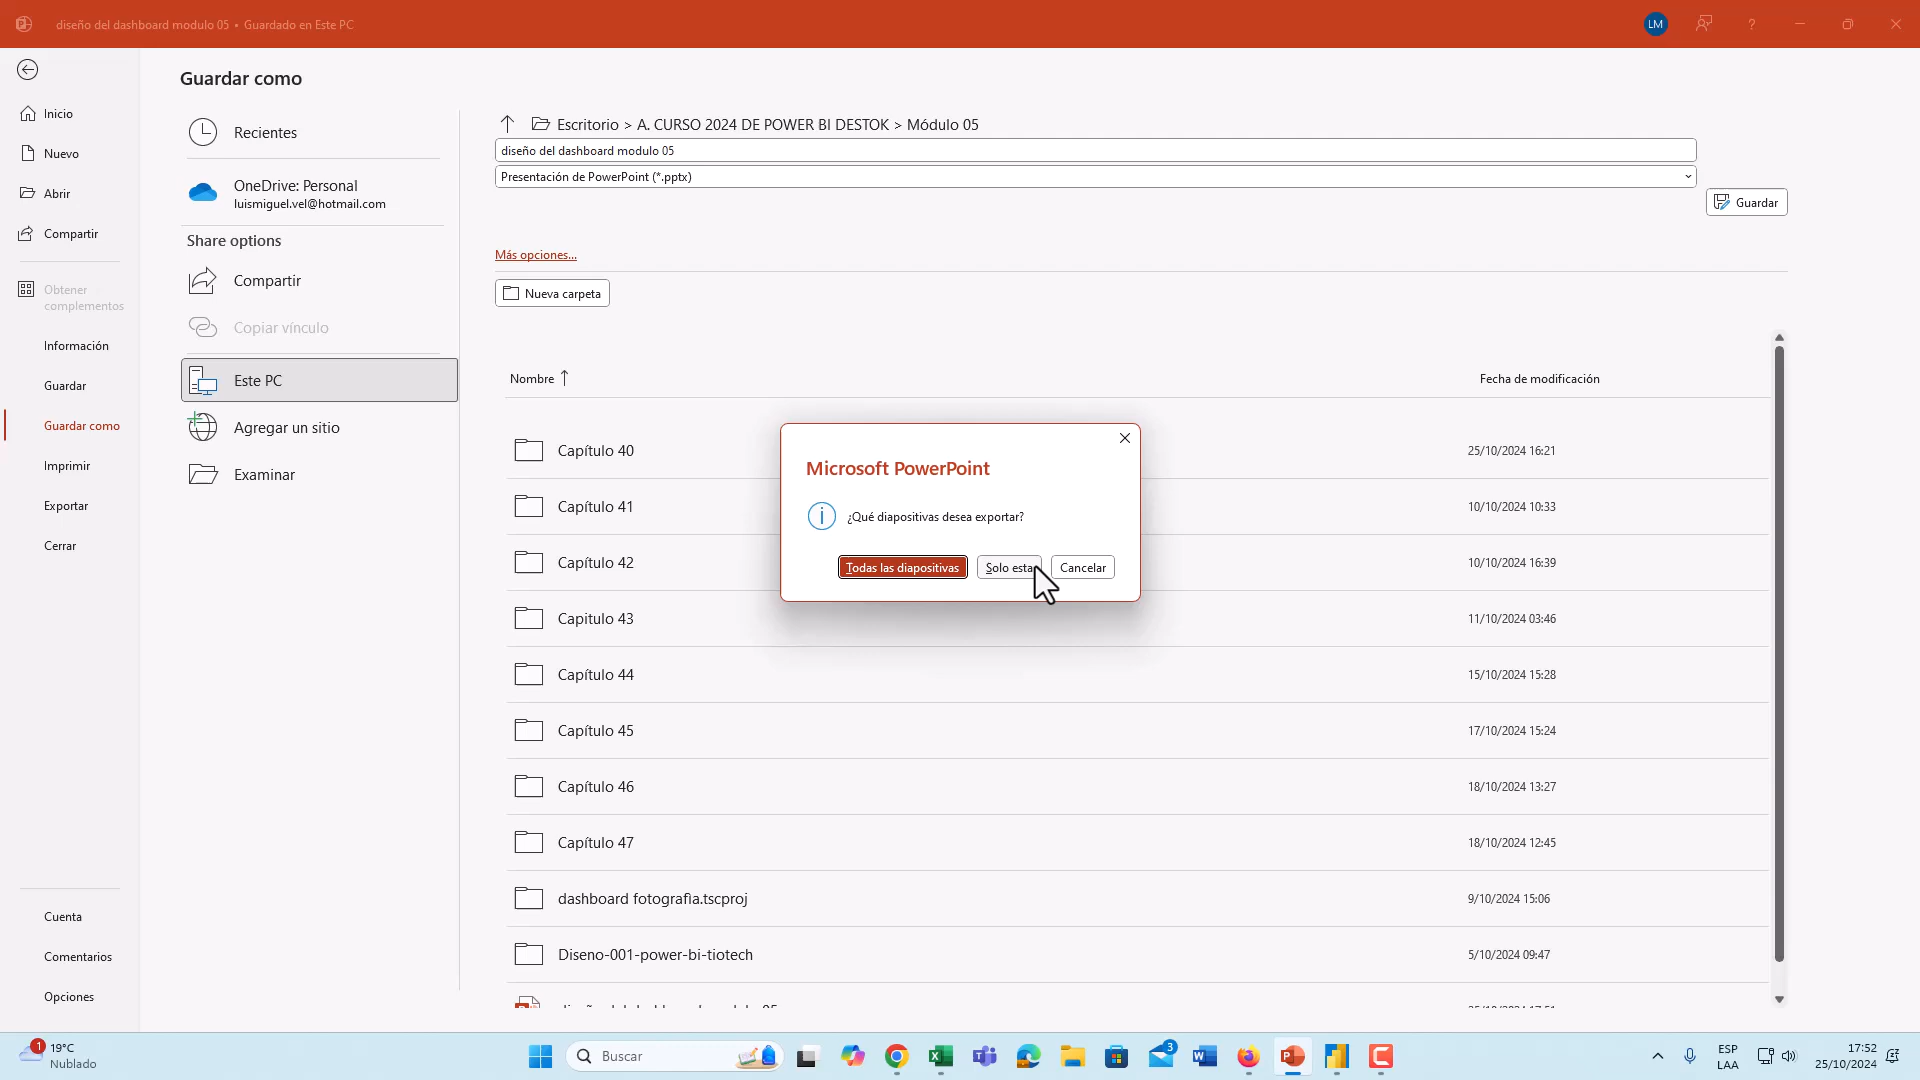 diseño del dashboard modulo 05 • Guardado en Este PC
LM
?
Guardar como
Inicio
Nuevo
Abrir
Compartir
Obtener
complementos
Información
Guardar
Guardar como
Imprimir
Exportar
Cerrar
Cuenta
Comentarios
Opciones
Recientes
OneDrive: Personal
luismiguel.vel@hotmail.com
Share options
Compartir
Copiar vínculo
Este PC
Agregar un sitio
Examinar
Escritorio > A. CURSO 2024 DE POWER BI DESTOK > Módulo 05
diseño del dashboard modulo 05
Presentación de PowerPoint (*.pptx)
Guardar
Más opciones...
Nueva carpeta
Nombre
Fecha de modificación
Capítulo 40
25/10/2024 16:21
Capítulo 41
10/10/2024 10:33
Capítulo 42
10/10/2024 16:39
Capitulo 43
11/10/2024 03:46
Capítulo 44
15/10/2024 15:28
Capítulo 45
17/10/2024 15:24
Capítulo 46
18/10/2024 13:27
Capítulo 47
18/10/2024 12:45
dashboard fotografia.tscproj
9/10/2024 15:06
Diseno-001-power-bi-tiotech
5/10/2024 09:47
Microsoft PowerPoint
¿Qué diapositivas desea exportar?
Todas las diapositivas
Solo esta
Cancelar
1
19°C
Nublado
Buscar
3
ESP
LAA
17:52
25/10/2024